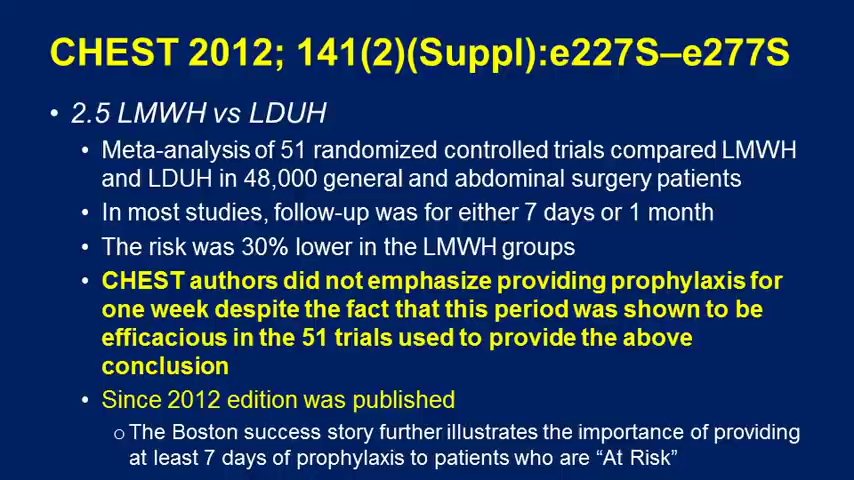 CHEST 2012; 141(2)(Suppl):e227S–e277S
• 2.5 LMWH vs LDUH
• Meta-analysis of 51 randomized controlled trials compared LMWH
and LDUH in 48,000 general and abdominal surgery patients
• In most studies, follow-up was for either 7 days or 1 month
• The risk was 30% lower in the LMWH groups
• CHEST authors did not emphasize providing prophylaxis for
one week despite the fact that this period was shown to be
efficacious in the 51 trials used to provide the above
conclusion
• Since 2012 edition was published
o The Boston success story further illustrates the importance of providing
at least 7 days of prophylaxis to patients who are “At Risk”